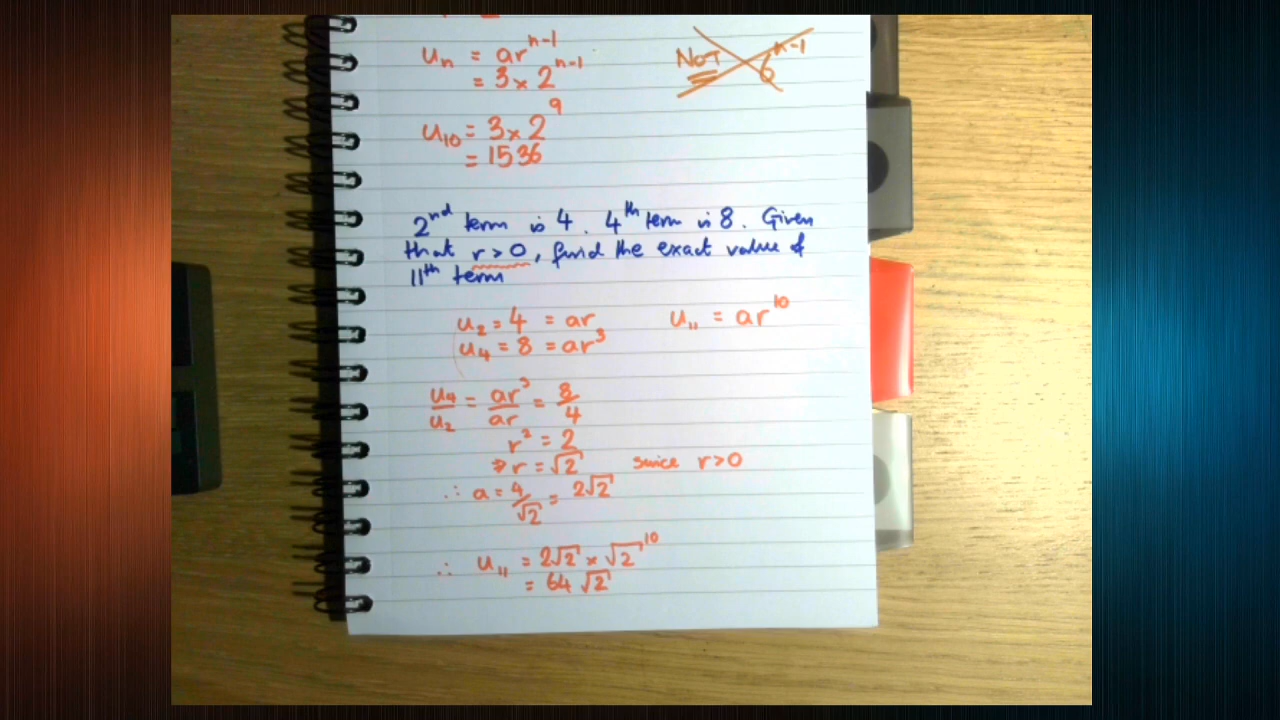 uₙ = arⁿ⁻¹
= 3 × 2ⁿ⁻¹
NOT 6ⁿ⁻¹
u₁₀ = 3 × 2⁹
= 1536
2ⁿᵈ term is 4. 4ᵗʰ term is 8. Given
that r > 0, find the exact value of
11ᵗʰ term
u₂ = 4 = ar
u₄ = 8 = ar³
u₁₁ = ar¹⁰
u₄/u₂ = ar³/ar = 8/4
r² = 2
⇒ r = √2 since r > 0
∴ a = 4/√2 = 2√2
∴ u₁₁ = 2√2 × √2¹⁰
= 64√2